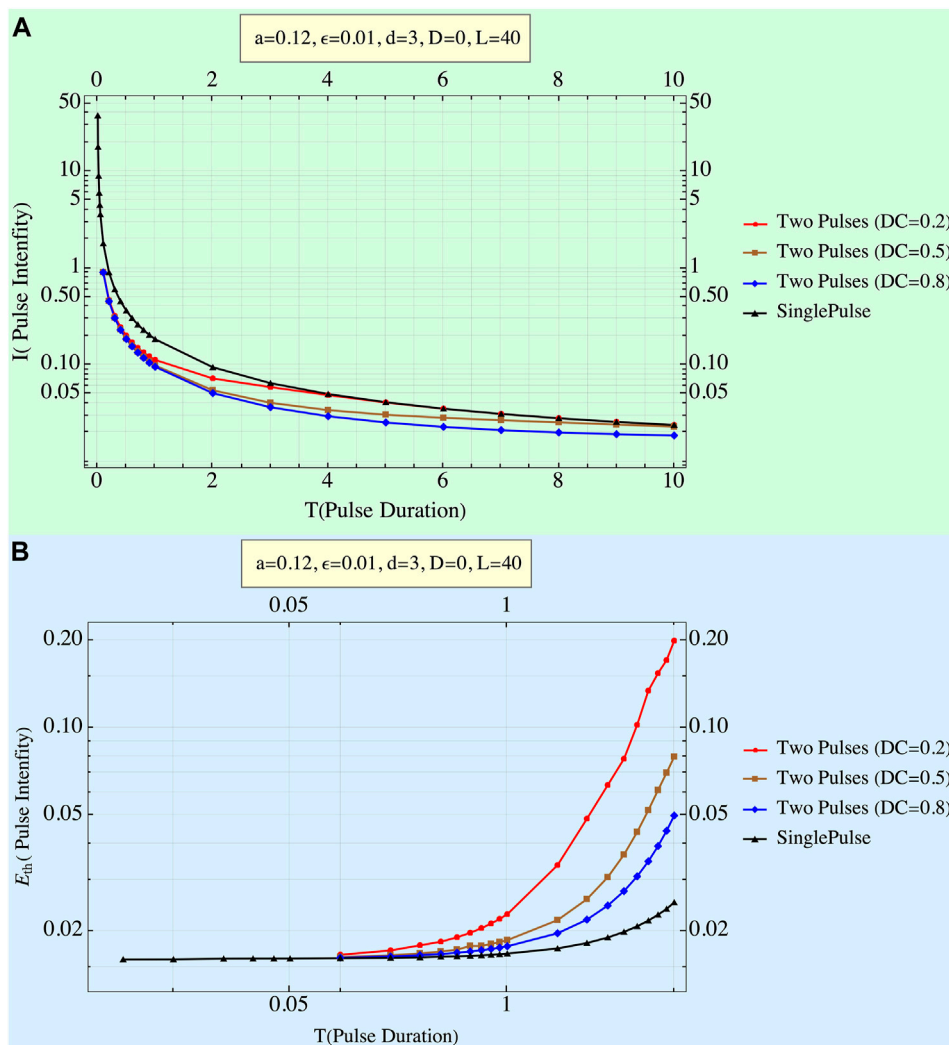 A
a=0.12, ϵ=0.01, d=3, D=0, L=40
0 2 4 6 8 10
50 50
10 10
5 5
1 1
0.50 0.50
0.10 0.10
0.05 0.05
I( Pulse Intenfity)
0 2 4 6 8 10
T(Pulse Duration)
Two Pulses (DC=0.2)
Two Pulses (DC=0.5)
Two Pulses (DC=0.8)
SinglePulse
B
a=0.12, ϵ=0.01, d=3, D=0, L=40
0.05 1
0.20 0.20
0.10 0.10
0.05 0.05
0.02 0.02
Eth( Pulse Intenfity)
0.05 1
T(Pulse Duration)
Two Pulses (DC=0.2)
Two Pulses (DC=0.5)
Two Pulses (DC=0.8)
SinglePulse